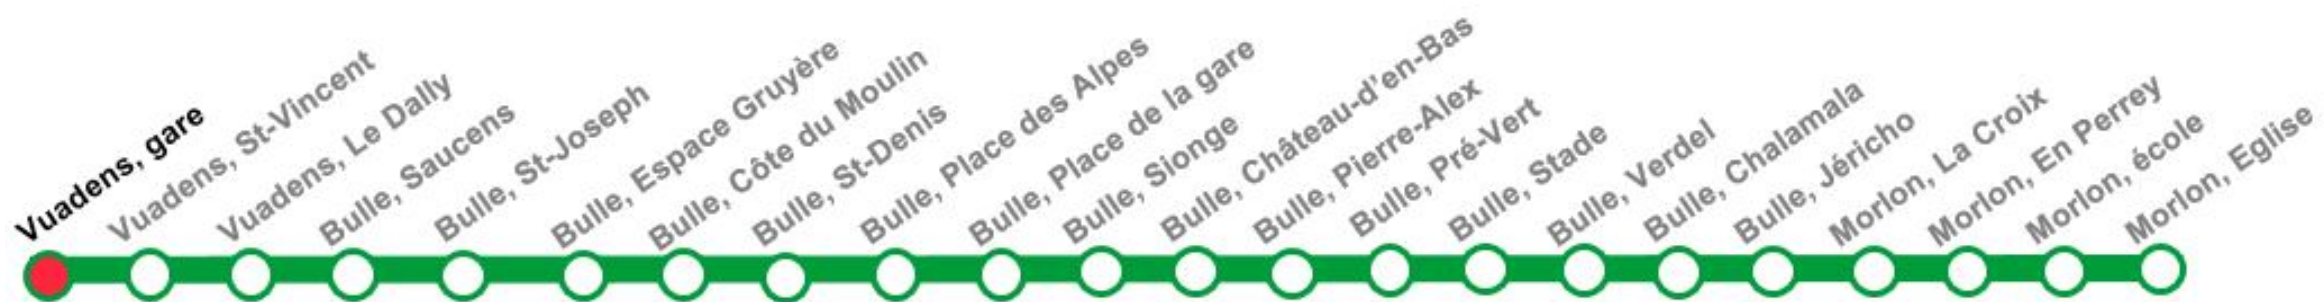 Vuadens, gare
Vuadens, St-Vincent
Vuadens, Le Dally
Bulle, Saucens
Bulle, St-Joseph
Bulle, Espace Gruyère
Bulle, Côte du Moulin
Bulle, St-Denis
Bulle, Place des Alpes
Bulle, Place de la gare
Bulle, Sionge
Bulle, Château-d'en-Bas
Bulle, Pierre-Alex
Bulle, Pré-Vert
Bulle, Stade
Bulle, Verdel
Bulle, Chalamala
Bulle, Jéricho
Morlon, La Croix
Morlon, En Perrey
Morlon, école
Morlon, Eglise